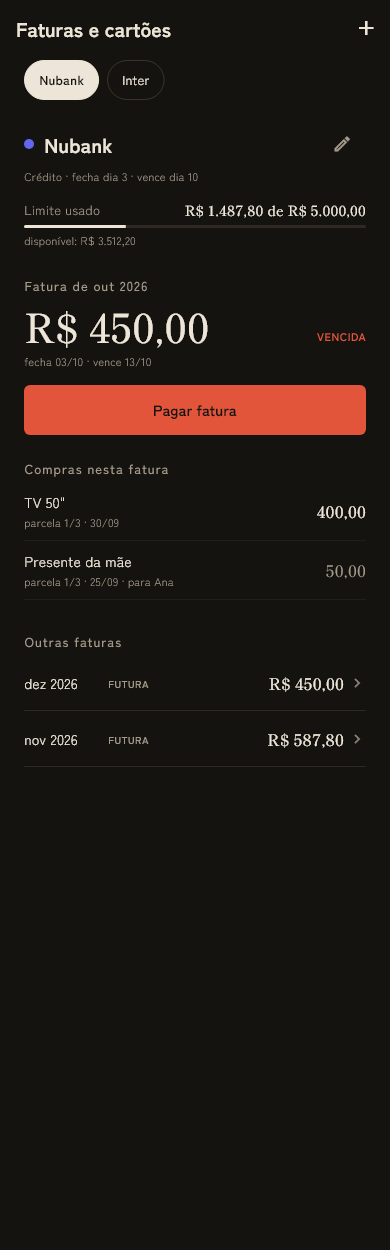 Faturas e cartões
+
Nubank
Inter
Nubank
Crédito · fecha dia 3 · vence dia 10
Limite usado
R$ 1.487,80 de R$ 5.000,00
disponível: R$ 3.512,20
Fatura de out 2026
R$ 450,00
VENCIDA
fecha 03/10 · vence 13/10
Pagar fatura
Compras nesta fatura
TV 50"
400,00
parcela 1/3 · 30/09
Presente da mãe
50,00
parcela 1/3 · 25/09 · para Ana
Outras faturas
dez 2026 FUTURA R$ 450,00
nov 2026 FUTURA R$ 587,80